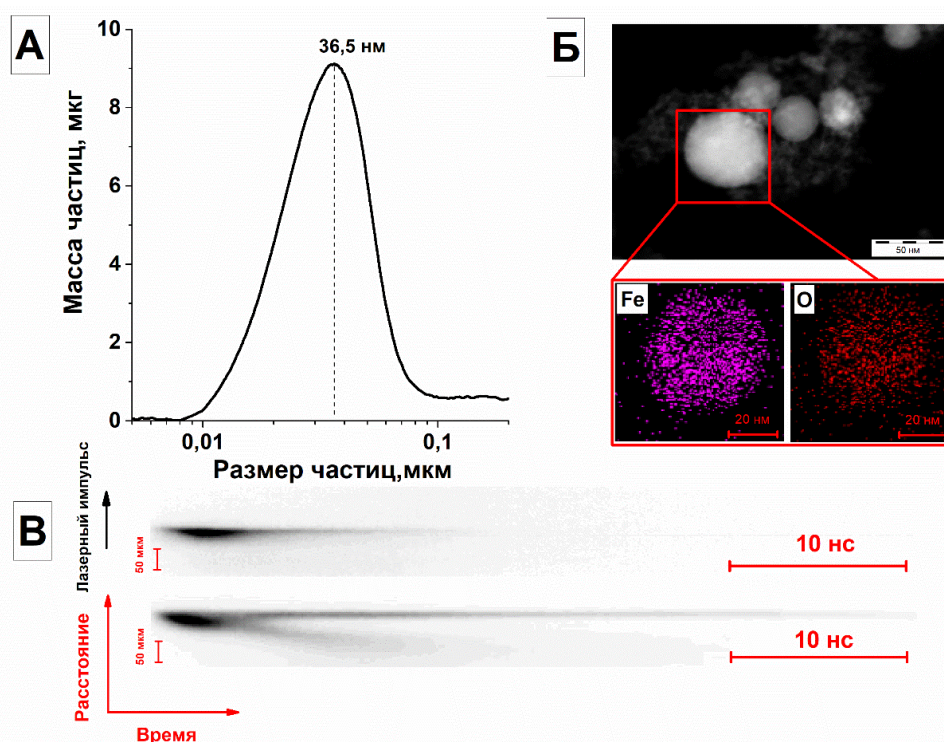 А
36,5 нм
10
8
6
4
2
0
0,01
0,1
Масса частиц, мкг
Размер частиц,мкм
Б
50 нм
Fe
O
20 нм
20 нм
В
Лазерный импульс
50 мкм
10 нс
Расстояние
50 мкм
10 нс
Время